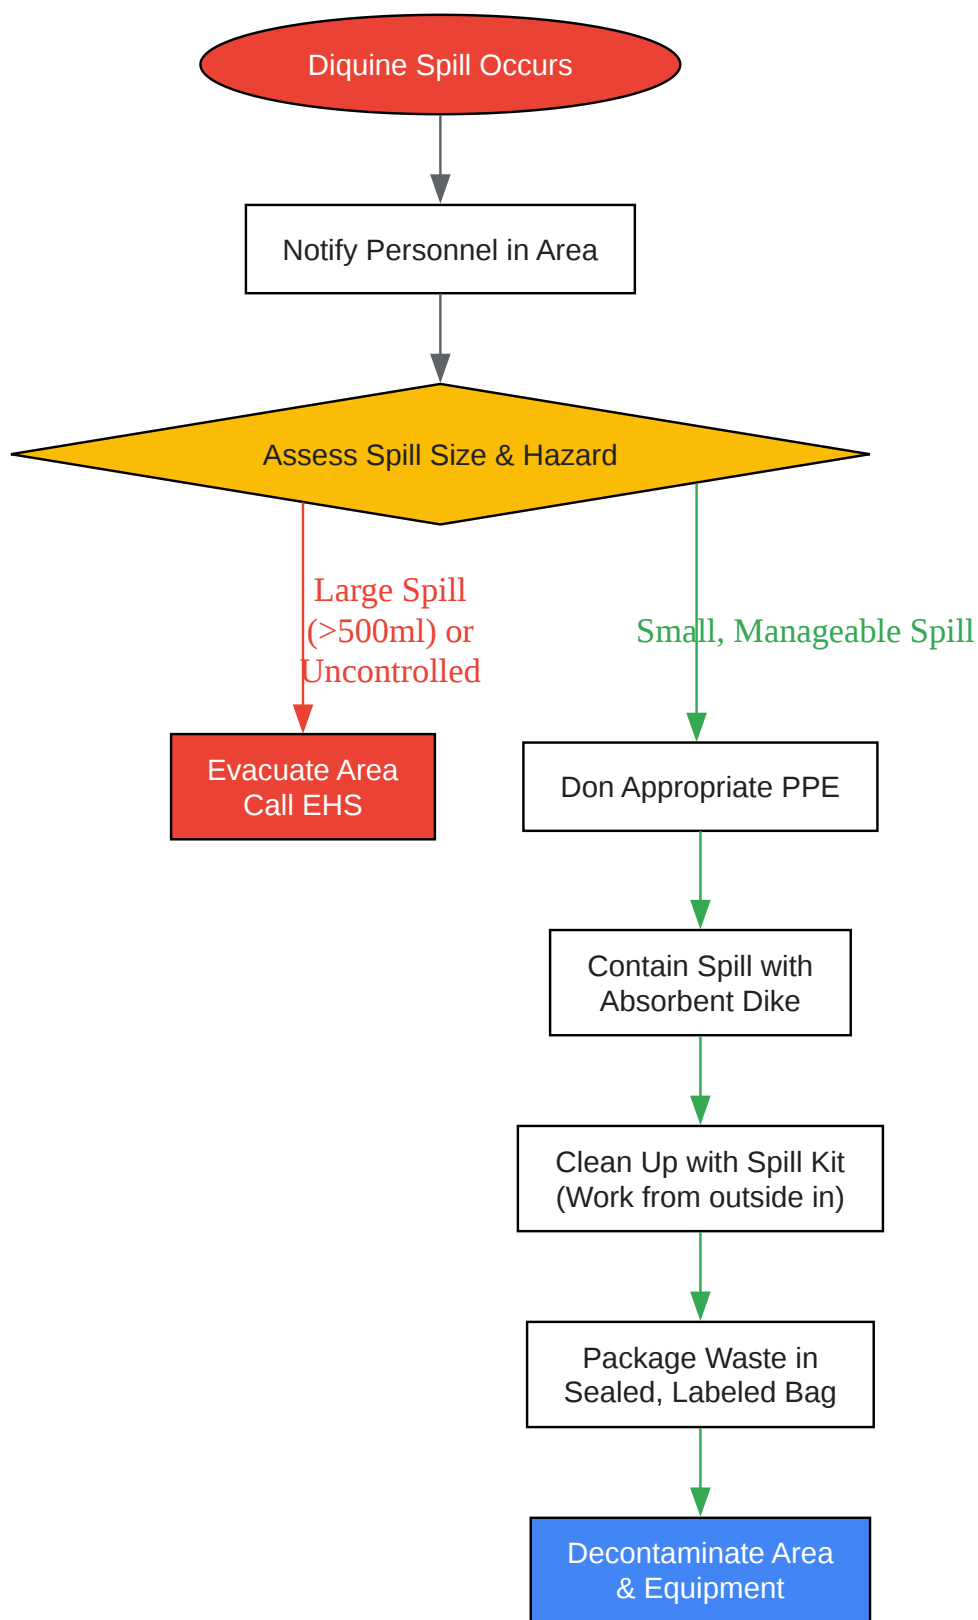 Diquine Spill Occurs
Notify Personnel in Area
Assess Spill Size & Hazard
Large Spill
(>500ml) or
Uncontrolled
Small, Manageable Spill
Evacuate Area
Call EHS
Don Appropriate PPE
Contain Spill with
Absorbent Dike
Clean Up with Spill Kit
(Work from outside in)
Package Waste in
Sealed, Labeled Bag
Decontaminate Area
& Equipment